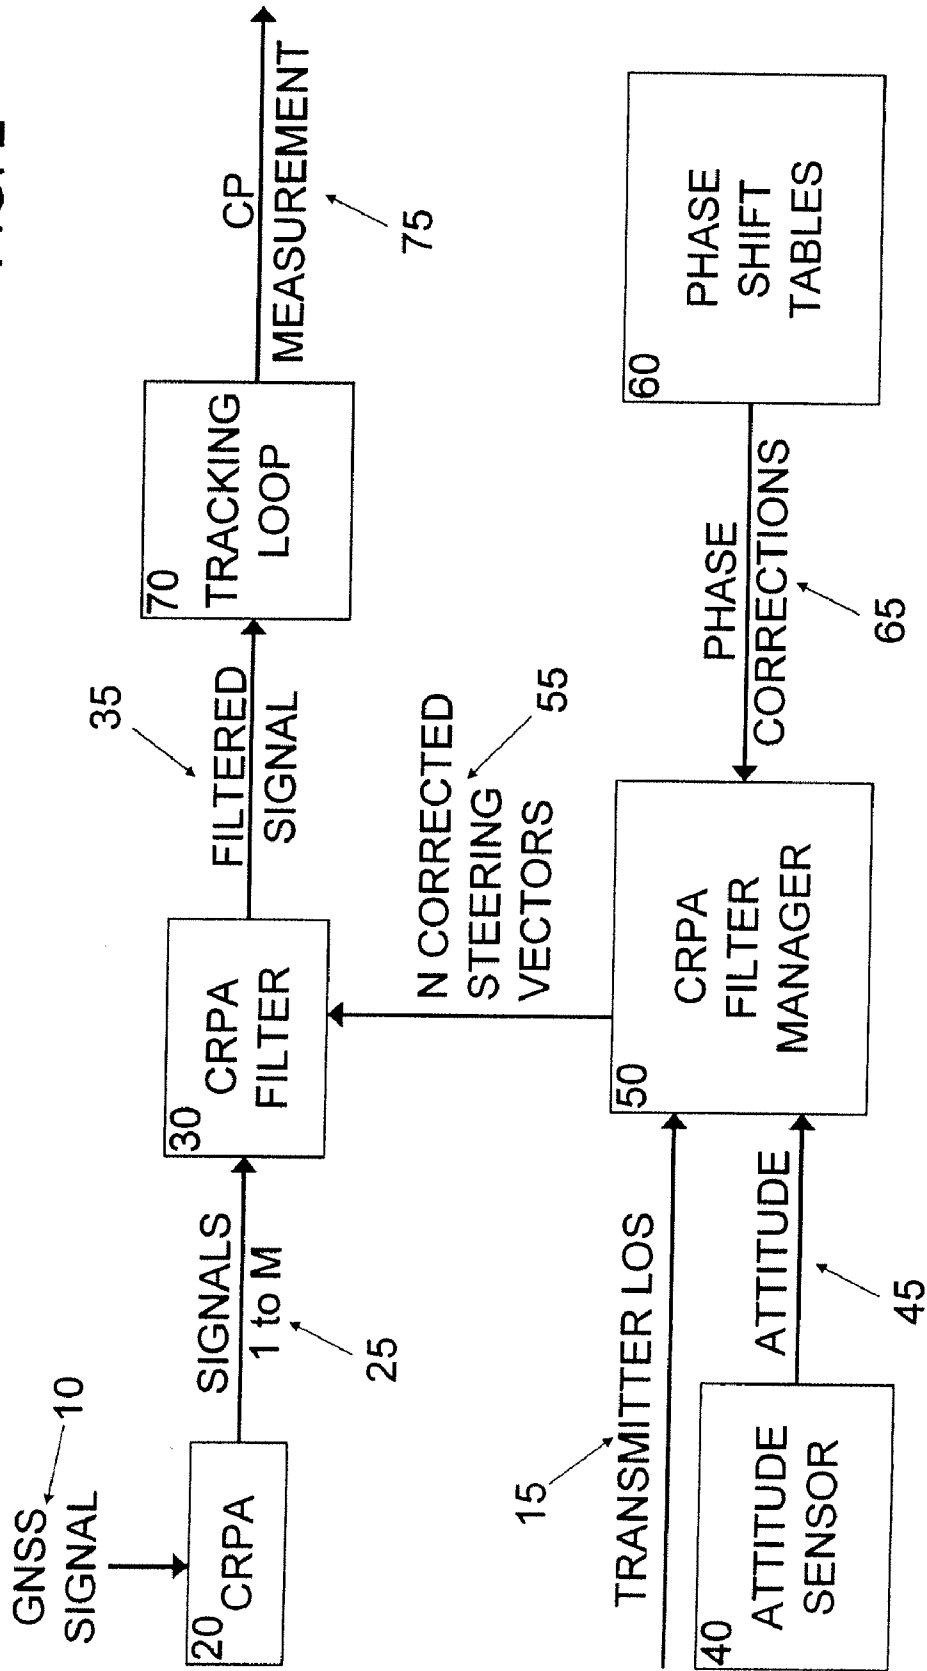 GNSS
SIGNAL
10
20
CRPA
SIGNALS
1 to M
25
30
CRPA
FILTER
FILTERED
SIGNAL
35
70
TRACKING
LOOP
CP
MEASUREMENT
75
N CORRECTED
STEERING
VECTORS
55
TRANSMITTER LOS
15
40
ATTITUDE
SENSOR
ATTITUDE
45
50
CRPA
FILTER
MANAGER
PHASE
CORRECTIONS
65
60
PHASE
SHIFT
TABLES